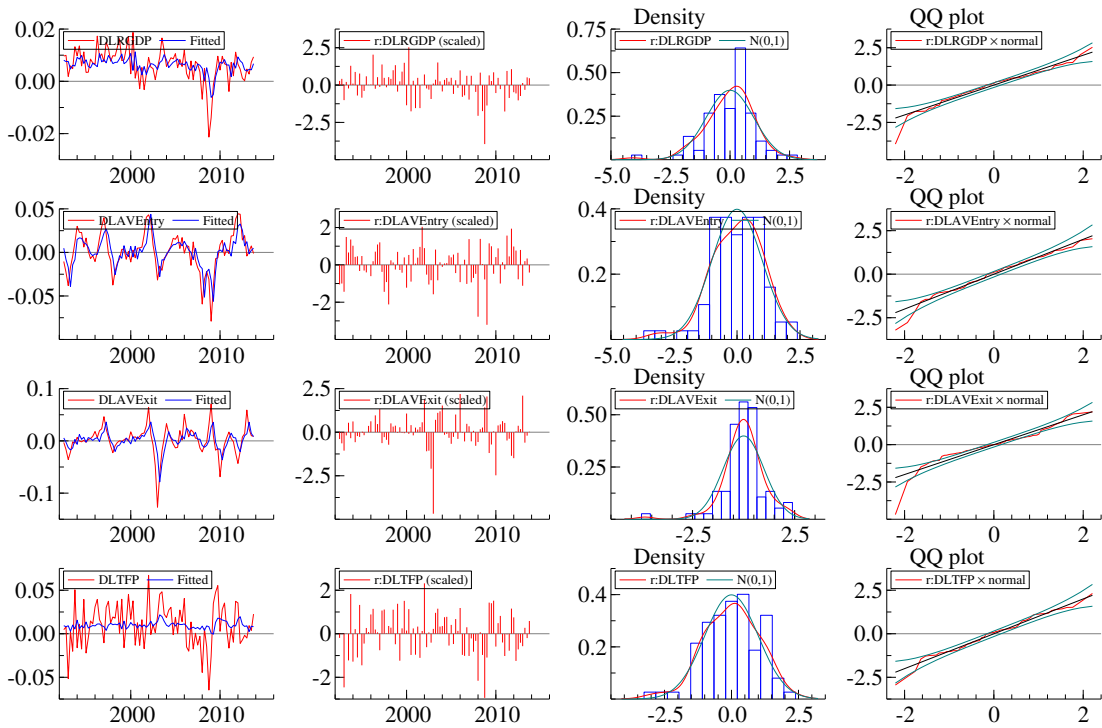 Density QQ plot
0.02 DLRGDP Fitted 2.5 r:DLRGDP (scaled) 0.75 r:DLRGDP N(0,1) 2.5 r:DLRGDP × normal
0.00 0.0 0.50 0.0
-2.5 0.25 -2.5
-0.02
2000 2010 2000 2010 -5.0 -2.5 0.0 2.5 -2 0 2
Density QQ plot
0.05 DLAVEntry Fitted r:DLAVEntry (scaled) 0.4 r:DLAVEntry N(0,1) 2.5 r:DLAVEntry × normal
2
0.00 0 0.2 0.0
-0.05 -2 -2.5
2000 2010 2000 2010 -5.0 -2.5 0.0 2.5 -2 0 2
Density QQ plot
0.1 DLAVExit Fitted 2.5 r:DLAVExit (scaled) r:DLAVExit N(0,1) 2.5 r:DLAVExit × normal
0.50
0.0 0.0 0.0
-2.5 0.25 -2.5
-0.1
2000 2010 2000 2010 -2.5 0.0 2.5 -2 0 2
Density QQ plot
0.05 DLTFP Fitted 2 r:DLTFP (scaled) 0.4 r:DLTFP N(0,1) 2.5 r:DLTFP × normal
0.00 0 0.2 0.0
0.05 -2 -2.5
2000 2010 2000 2010 -2.5 0.0 2.5 -2 0 2